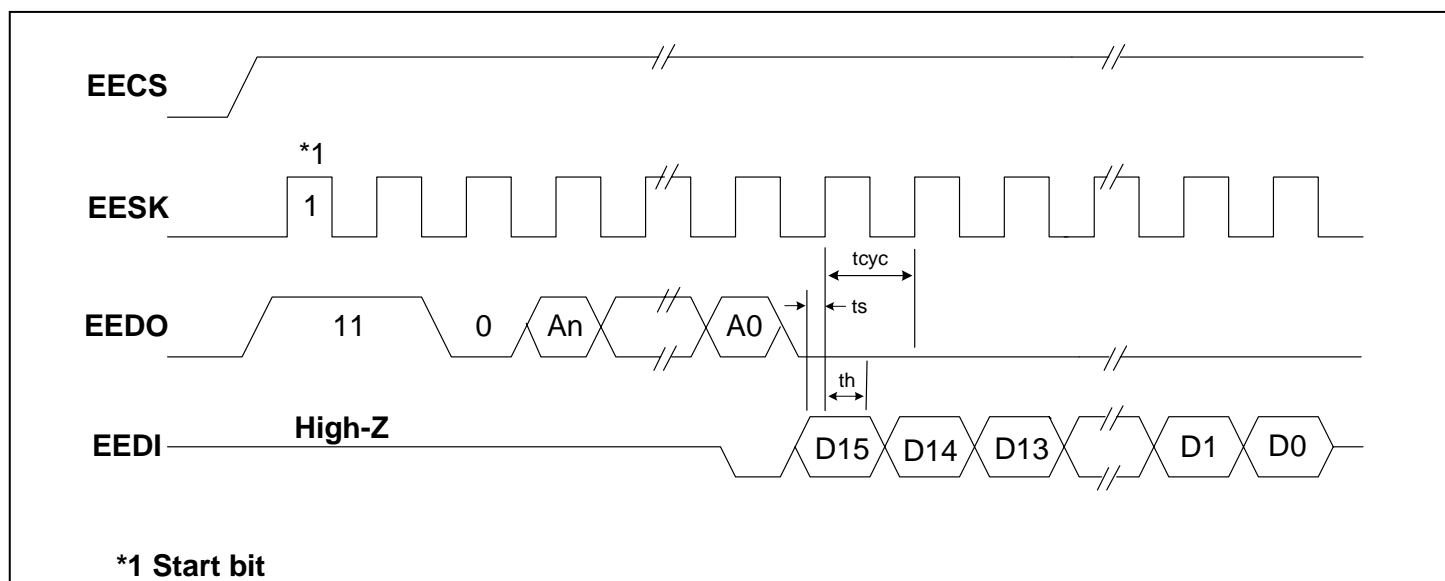 EECS
*1
EESK 1
tcyc
ts
EEDO 11 0 An A0
th
High-Z
EEDI D15 D14 D13 D1 D0
*1 Start bit